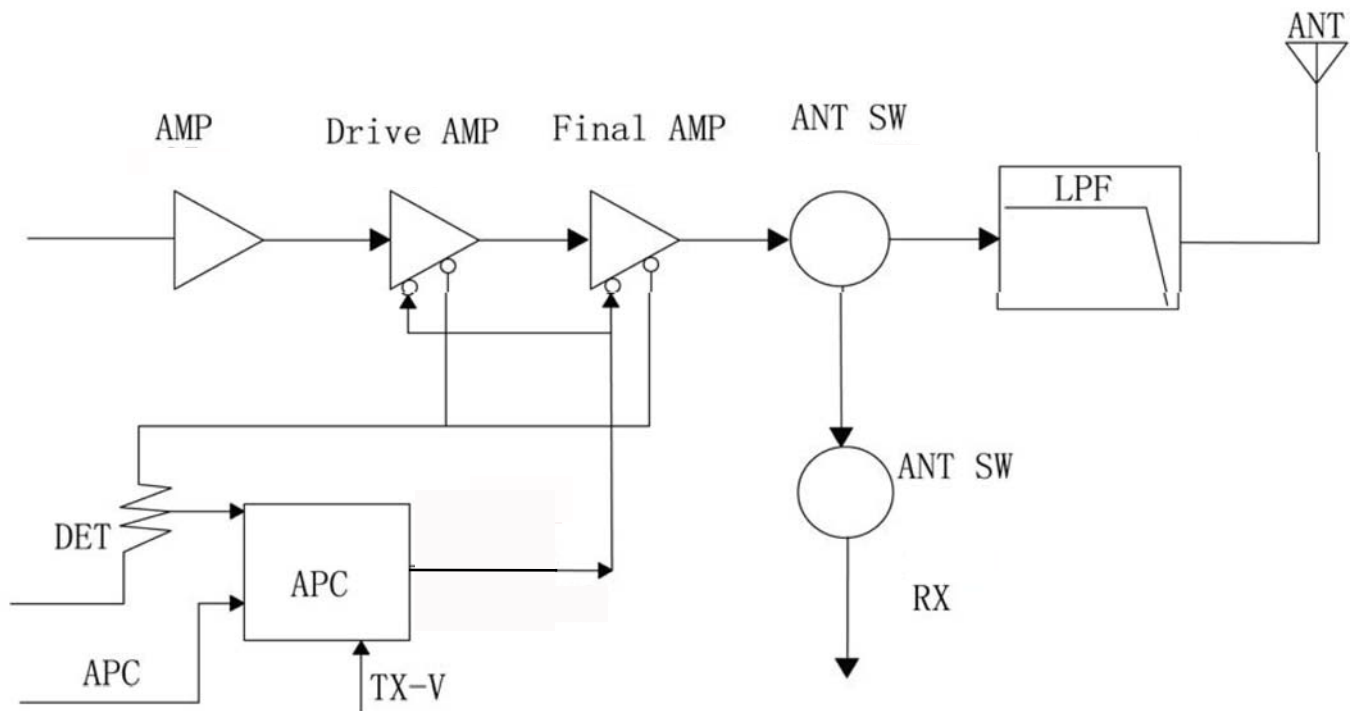 ANT
AMP
Drive AMP
Final AMP
ANT SW
LPF
ANT SW
DET
APC
RX
APC
TX-V